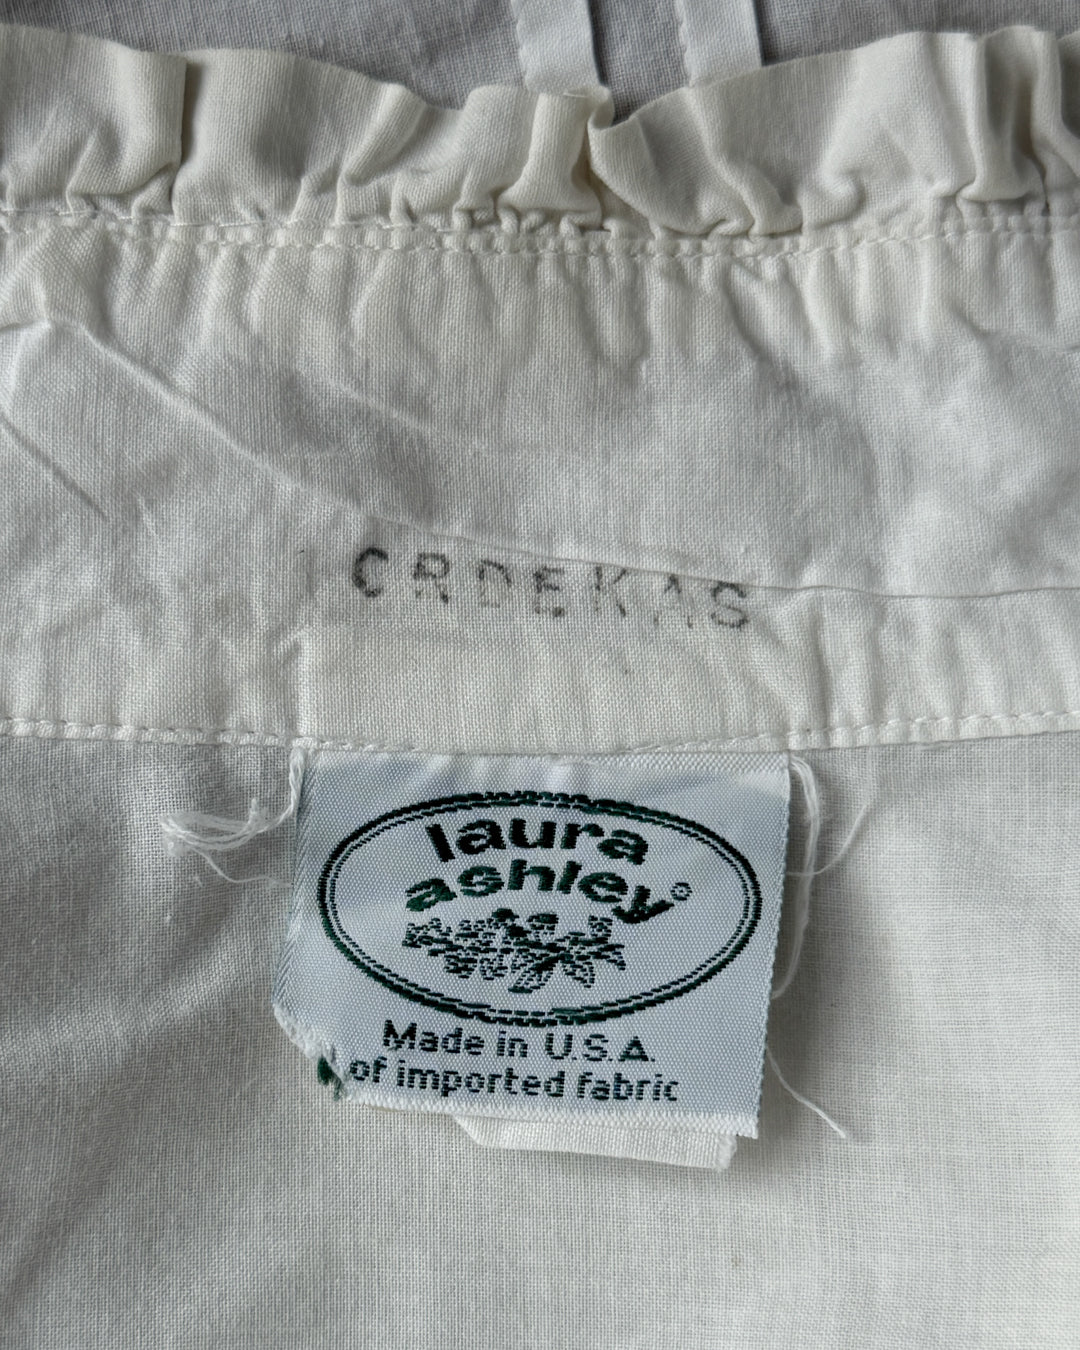 CRDEKAS
laura
ashley®
Made in U.S.A.
of imported fabric